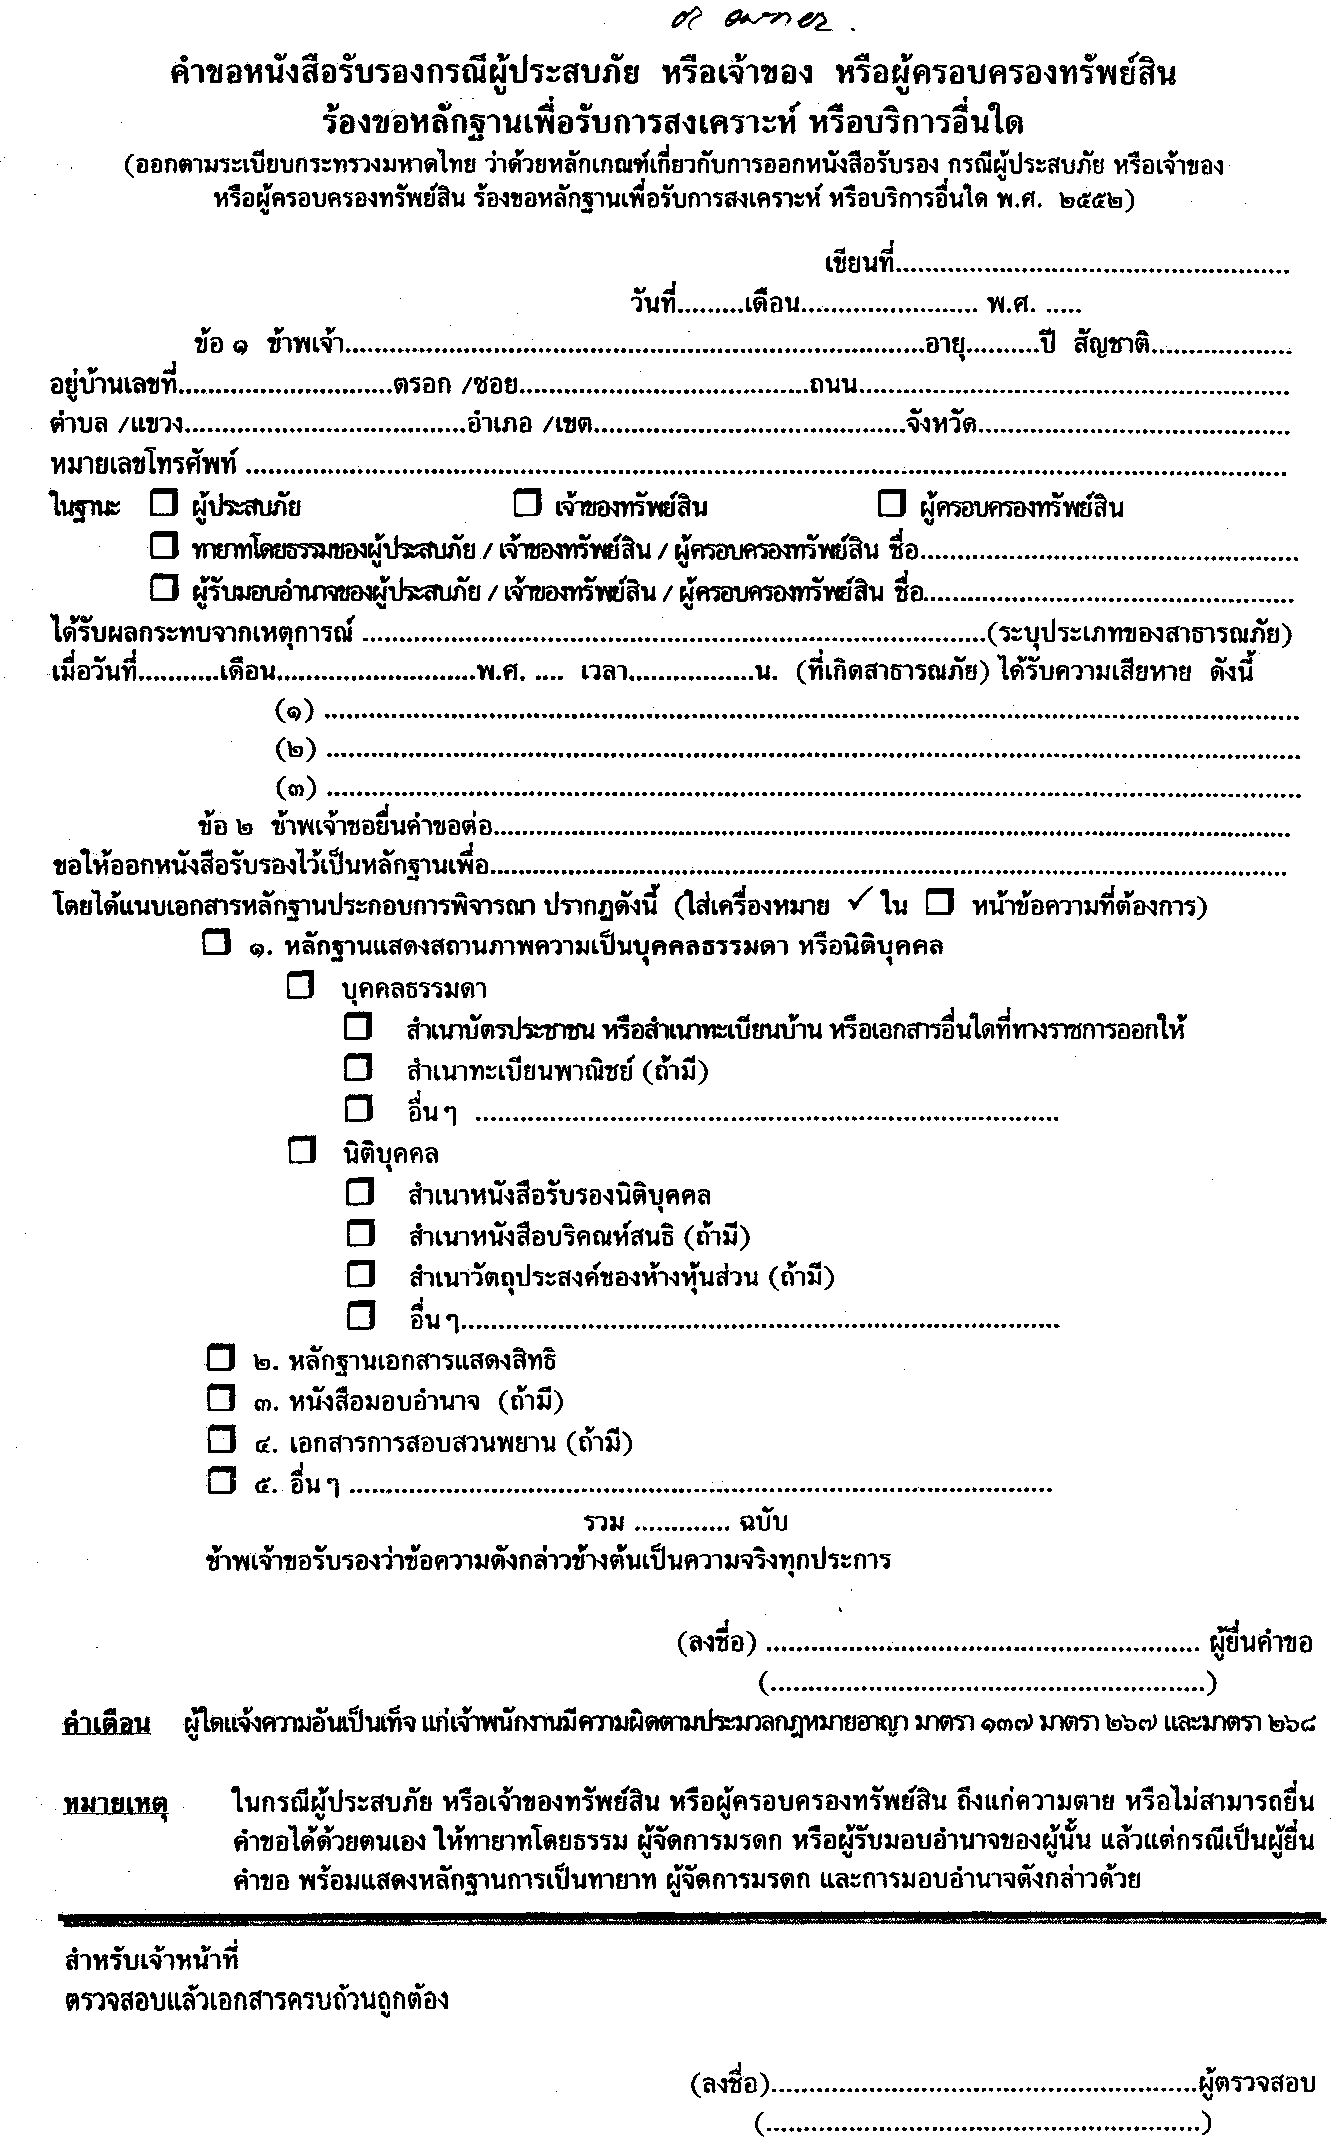 คำขอหนังสือรับรองกรณีผู้ประสบภัย หรือเจ้าของ หรือผู้ครอบครองทรัพย์สิน
ร้องขอหลักฐานเพื่อรับการสงเคราะห์ หรือบริการอื่นใด
(ออกตามระเบียบกระทรวงมหาดไทย ว่าด้วยหลักเกณฑ์เกี่ยวกับการออกหนังสือรับรอง กรณีผู้ประสบภัย หรือเจ้าของ
หรือผู้ครอบครองทรัพย์สิน ร้องขอหลักฐานเพื่อรับการสงเคราะห์ หรือบริการอื่นใด พ.ศ. ๒๕๕๒)
เขียนที่......................................................
วันที่.........เดือน........................ พ.ศ. .....
ข้อ ๑ ข้าพเจ้า...............................................................................อายุ..........ปี สัญชาติ...................
อยู่บ้านเลขที่.............................ตรอก /ซอย.......................................ถนน...........................................................
ตำบล /แขวง......................................อำเภอ /เขต..........................................จังหวัด...........................................
หมายเลขโทรศัพท์ ..............................................................................................................................................
ในฐานะ ☐ ผู้ประสบภัย ☐ เจ้าของทรัพย์สิน ☐ ผู้ครอบครองทรัพย์สิน
☐ ทายาทโดยธรรมของผู้ประสบภัย / เจ้าของทรัพย์สิน / ผู้ครอบครองทรัพย์สิน ชื่อ....................................................
☐ ผู้รับมอบอำนาจของผู้ประสบภัย / เจ้าของทรัพย์สิน / ผู้ครอบครองทรัพย์สิน ชื่อ..................................................
ได้รับผลกระทบจากเหตุการณ์ .....................................................................................(ระบุประเภทของสาธารณภัย)
เมื่อวันที่...........เดือน...........................พ.ศ. .... เวลา.................น. (ที่เกิดสาธารณภัย) ได้รับความเสียหาย ดังนี้
(๑) .....................................................................................................................................
(๒) .....................................................................................................................................
(๓) .....................................................................................................................................
ข้อ ๒ ข้าพเจ้าขอยื่นคำขอต่อ.............................................................................................................
ขอให้ออกหนังสือรับรองไว้เป็นหลักฐานเพื่อ.............................................................................................................
โดยได้แนบเอกสารหลักฐานประกอบการพิจารณา ปรากฏดังนี้ (ใส่เครื่องหมาย ✓ ใน ☐ หน้าข้อความที่ต้องการ)
☐ ๑. หลักฐานแสดงสถานภาพความเป็นบุคคลธรรมดา หรือนิติบุคคล
☐ บุคคลธรรมดา
☐ สำเนาบัตรประชาชน หรือสำเนาทะเบียนบ้าน หรือเอกสารอื่นใดที่ทางราชการออกให้
☐ สำเนาทะเบียนพาณิชย์ (ถ้ามี)
☐ อื่นๆ ................................................................................
☐ นิติบุคคล
☐ สำเนาหนังสือรับรองนิติบุคคล
☐ สำเนาหนังสือบริคณห์สนธิ (ถ้ามี)
☐ สำเนาวัตถุประสงค์ของห้างหุ้นส่วน (ถ้ามี)
☐ อื่นๆ..................................................................................
☐ ๒. หลักฐานเอกสารแสดงสิทธิ
☐ ๓. หนังสือมอบอำนาจ (ถ้ามี)
☐ ๔. เอกสารการสอบสวนพยาน (ถ้ามี)
☐ ๕. อื่นๆ ................................................................................................
รวม ............. ฉบับ
ข้าพเจ้าขอรับรองว่าข้อความดังกล่าวข้างต้นเป็นความจริงทุกประการ
(ลงชื่อ) ........................................................... ผู้ยื่นคำขอ
(...........................................................)
คำเตือน ผู้ใดแจ้งความอันเป็นเท็จ แก่เจ้าพนักงานมีความผิดตามประมวลกฎหมายอาญา มาตรา ๑๓๗ มาตรา ๒๖๗ และมาตรา ๒๖๘
หมายเหตุ ในกรณีผู้ประสบภัย หรือเจ้าของทรัพย์สิน หรือผู้ครอบครองทรัพย์สิน ถึงแก่ความตาย หรือไม่สามารถยื่น
คำขอได้ด้วยตนเอง ให้ทายาทโดยธรรม ผู้จัดการมรดก หรือผู้รับมอบอำนาจของผู้นั้น แล้วแต่กรณีเป็นผู้ยื่น
คำขอ พร้อมแสดงหลักฐานการเป็นทายาท ผู้จัดการมรดก และการมอบอำนาจดังกล่าวด้วย
สำหรับเจ้าหน้าที่
ตรวจสอบแล้วเอกสารครบถ้วนถูกต้อง
(ลงชื่อ)..........................................................ผู้ตรวจสอบ
(...........................................................)